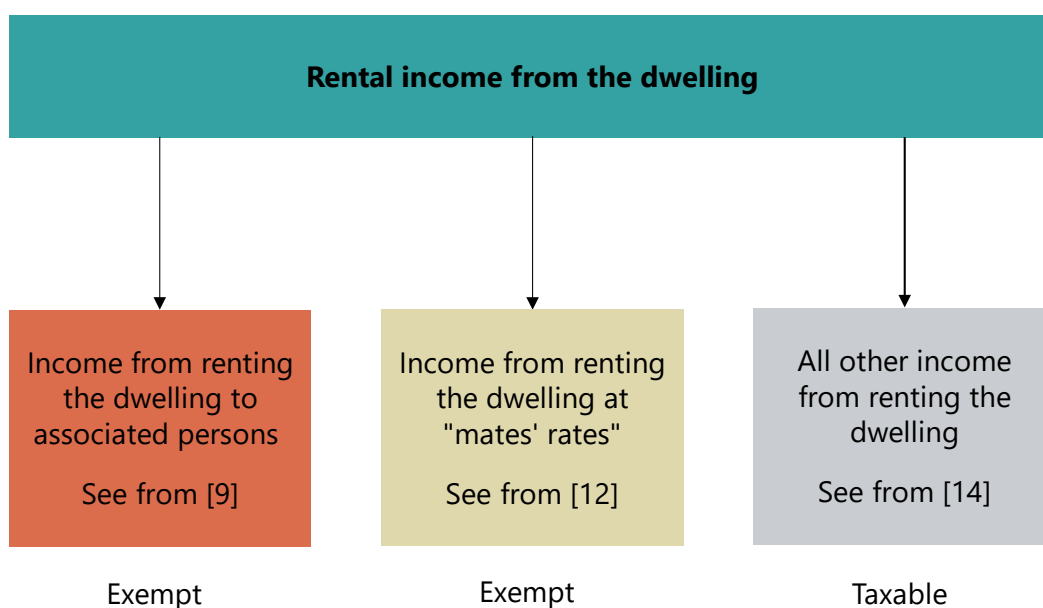 Rental income from the dwelling
Income from renting
the dwelling to
associated persons
See from [9]
Income from renting
the dwelling at
"mates' rates"
See from [12]
All other income
from renting the
dwelling
See from [14]
Exempt
Exempt
Taxable